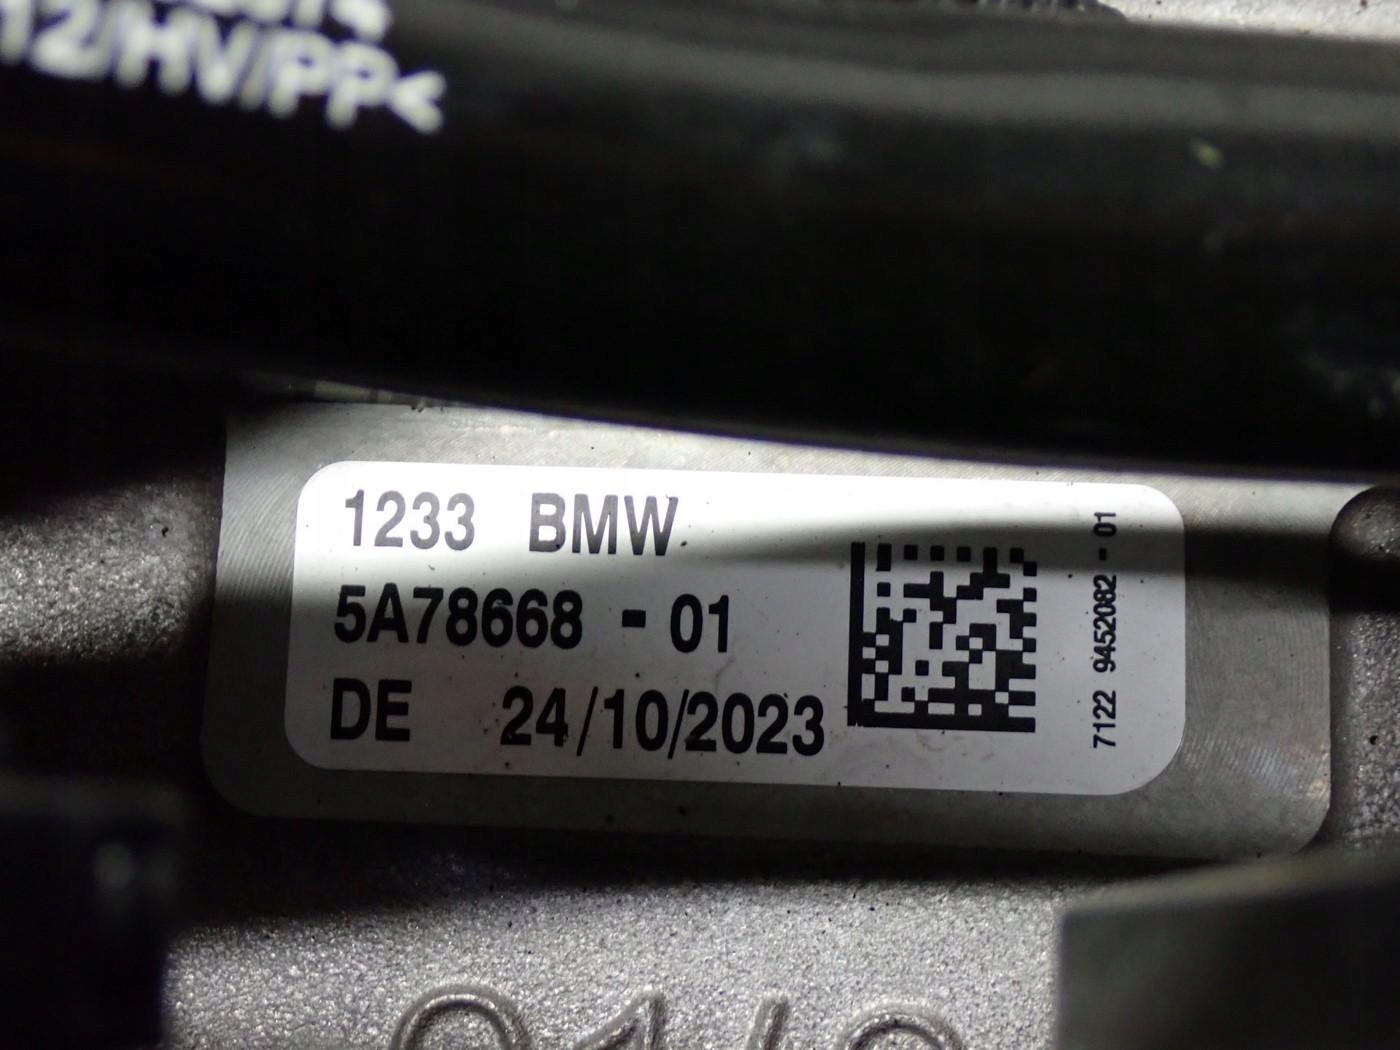 12/HV/PP<
1233 BMW
5A78668 - 01
DE 24/10/2023
7122 9452082 - 01